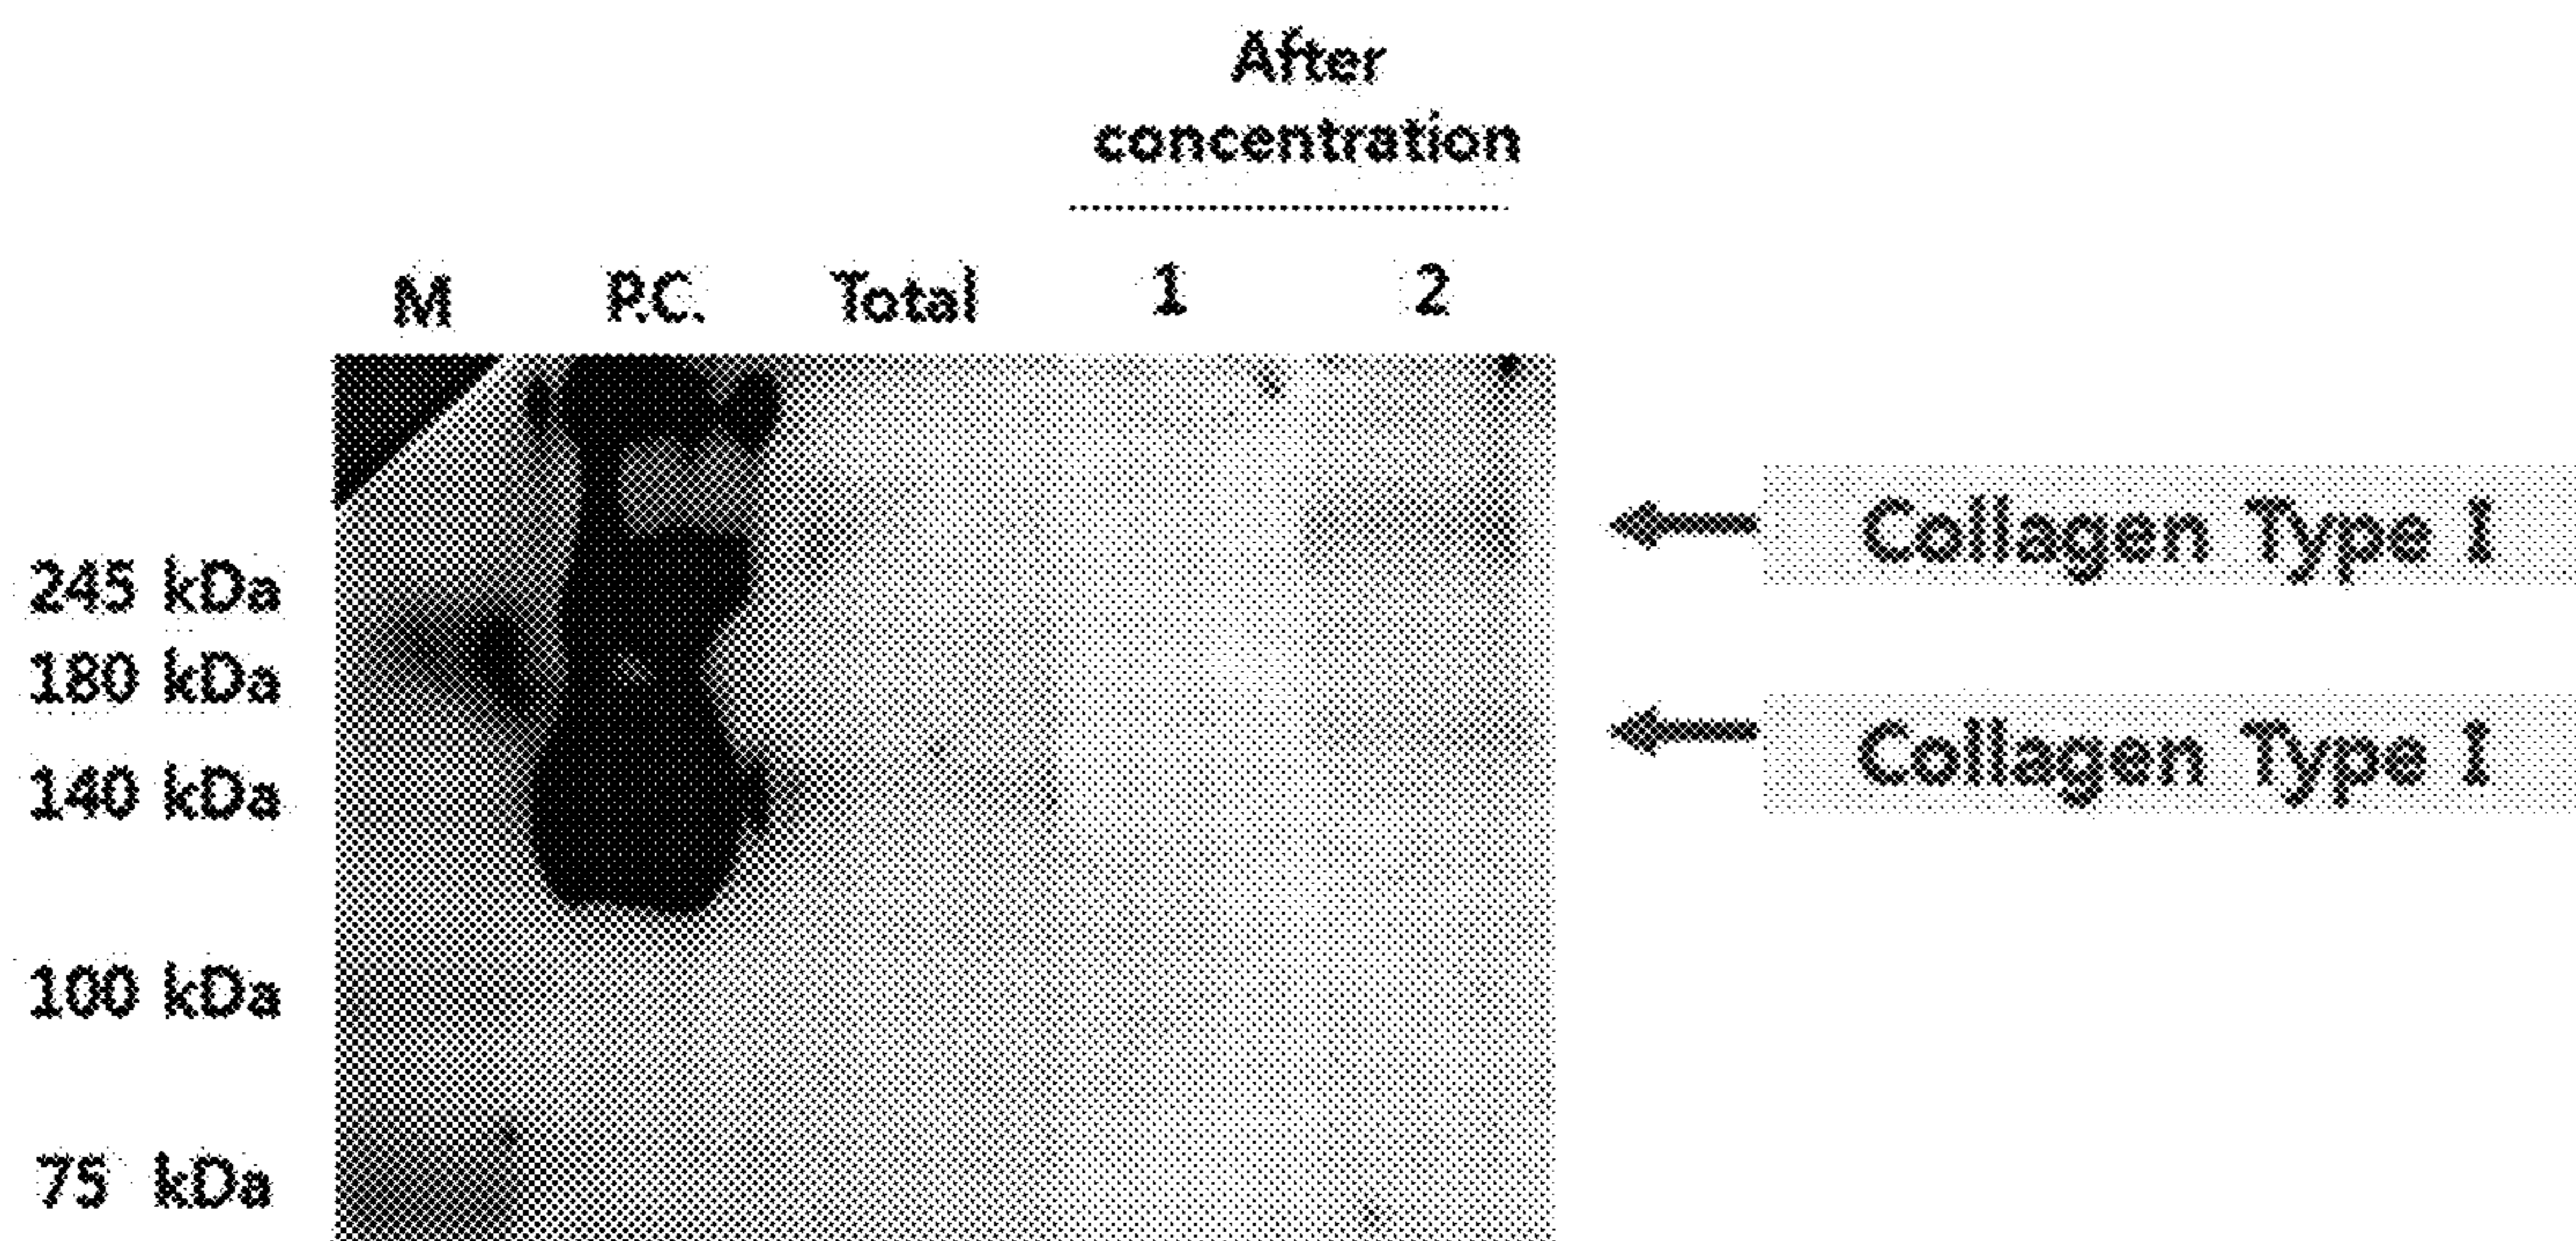 After
concentration
M P.C. Total 1 2
245 kDa
180 kDa
140 kDa
100 kDa
75 kDa
Collagen Type I
Collagen Type I